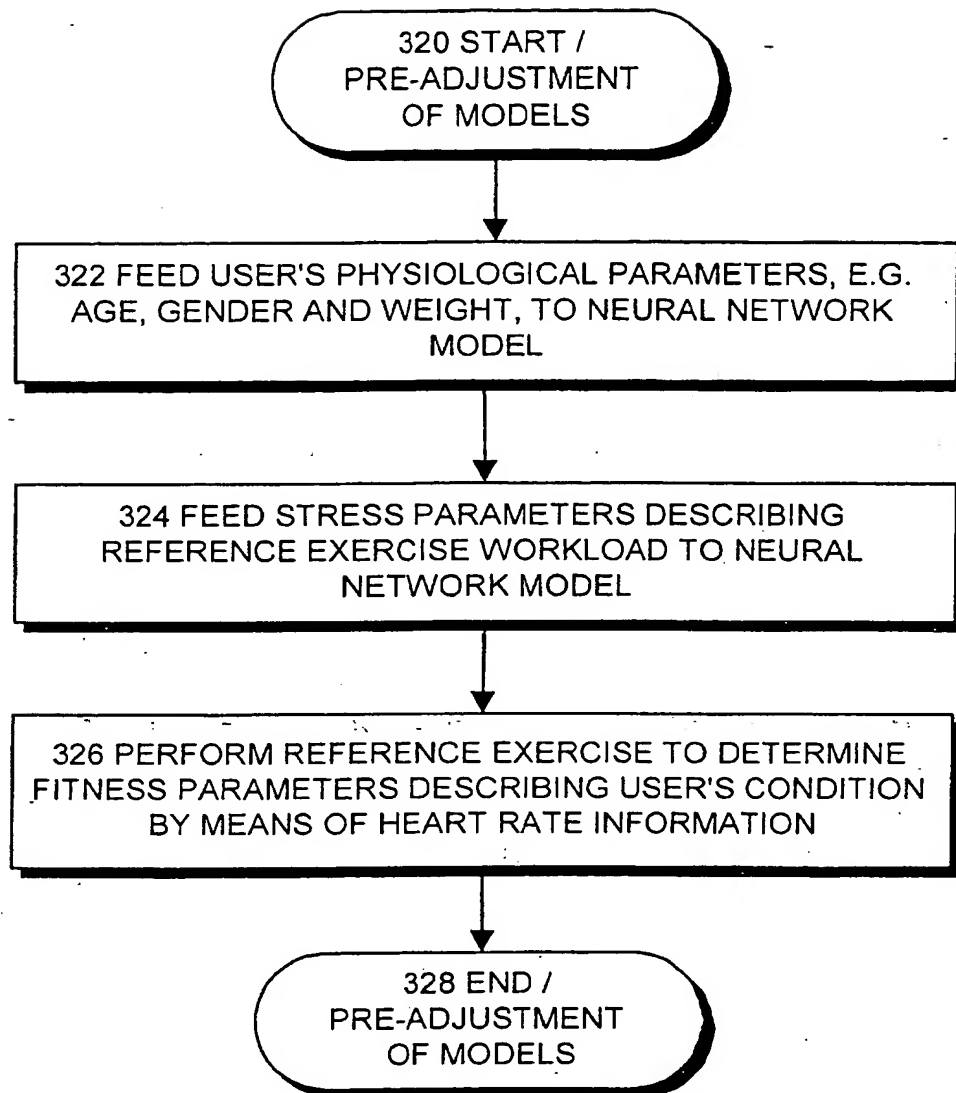 320 START /
PRE-ADJUSTMENT
OF MODELS
322 FEED USER'S PHYSIOLOGICAL PARAMETERS, E.G.
AGE, GENDER AND WEIGHT, TO NEURAL NETWORK
MODEL
324 FEED STRESS PARAMETERS DESCRIBING
REFERENCE EXERCISE WORKLOAD TO NEURAL
NETWORK MODEL
326 PERFORM REFERENCE EXERCISE TO DETERMINE
FITNESS PARAMETERS DESCRIBING USER'S CONDITION
BY MEANS OF HEART RATE INFORMATION
328 END /
PRE-ADJUSTMENT
OF MODELS